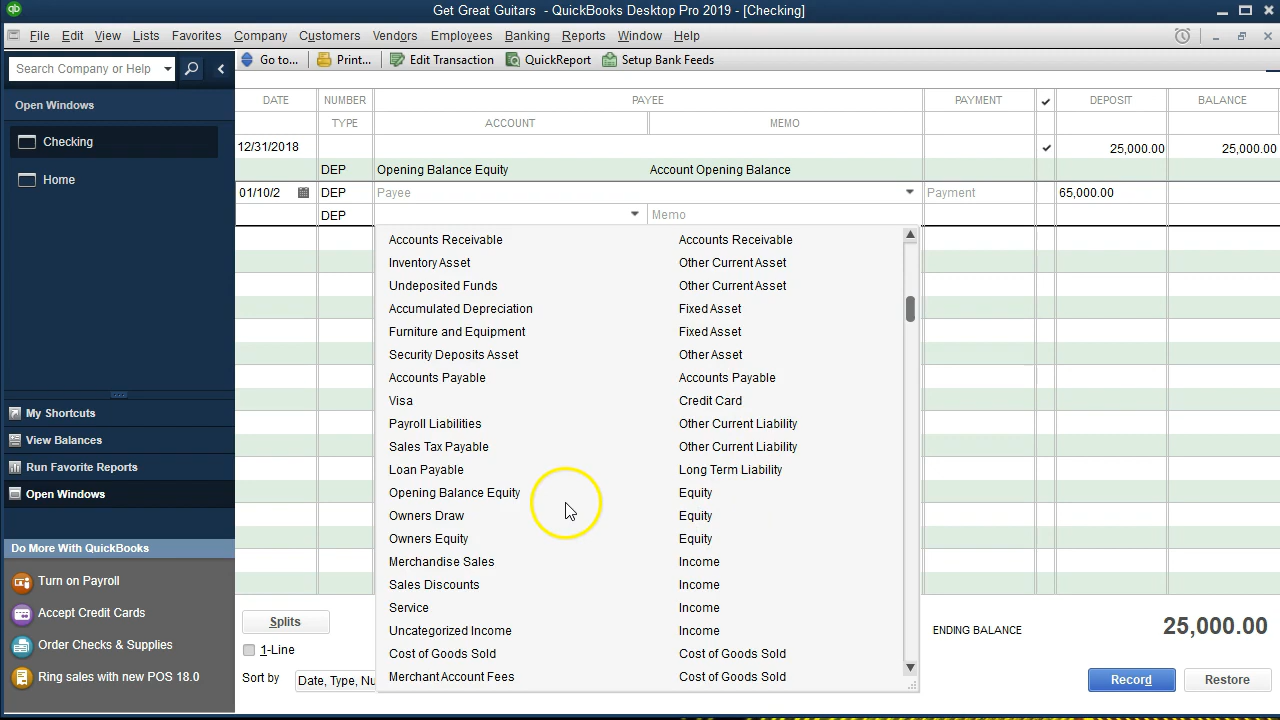 Get Great Guitars - QuickBooks Desktop Pro 2019 - [Checking]
File Edit View Lists Favorites Company Customers Vendors Employees Banking Reports Window Help
Search Company or Help
Go to... Print... Edit Transaction QuickReport Setup Bank Feeds
Open Windows
Checking
Home
My Shortcuts
View Balances
Run Favorite Reports
Open Windows
Do More With QuickBooks
Turn on Payroll
Accept Credit Cards
Order Checks & Supplies
Ring sales with new POS 18.0
DATE NUMBER PAYEE PAYMENT ✓ DEPOSIT BALANCE
TYPE ACCOUNT MEMO
12/31/2018 ✓ 25,000.00 25,000.00
DEP Opening Balance Equity Account Opening Balance
01/10/2 DEP Payee Payment 65,000.00
DEP Memo
Accounts Receivable Accounts Receivable
Inventory Asset Other Current Asset
Undeposited Funds Other Current Asset
Accumulated Depreciation Fixed Asset
Furniture and Equipment Fixed Asset
Security Deposits Asset Other Asset
Accounts Payable Accounts Payable
Visa Credit Card
Payroll Liabilities Other Current Liability
Sales Tax Payable Other Current Liability
Loan Payable Long Term Liability
Opening Balance Equity Equity
Owners Draw Equity
Owners Equity Equity
Merchandise Sales Income
Sales Discounts Income
Service Income
Uncategorized Income Income
Cost of Goods Sold Cost of Goods Sold
Merchant Account Fees Cost of Goods Sold
Splits
1-Line
Sort by Date, Type, Nu
ENDING BALANCE 25,000.00
Record Restore